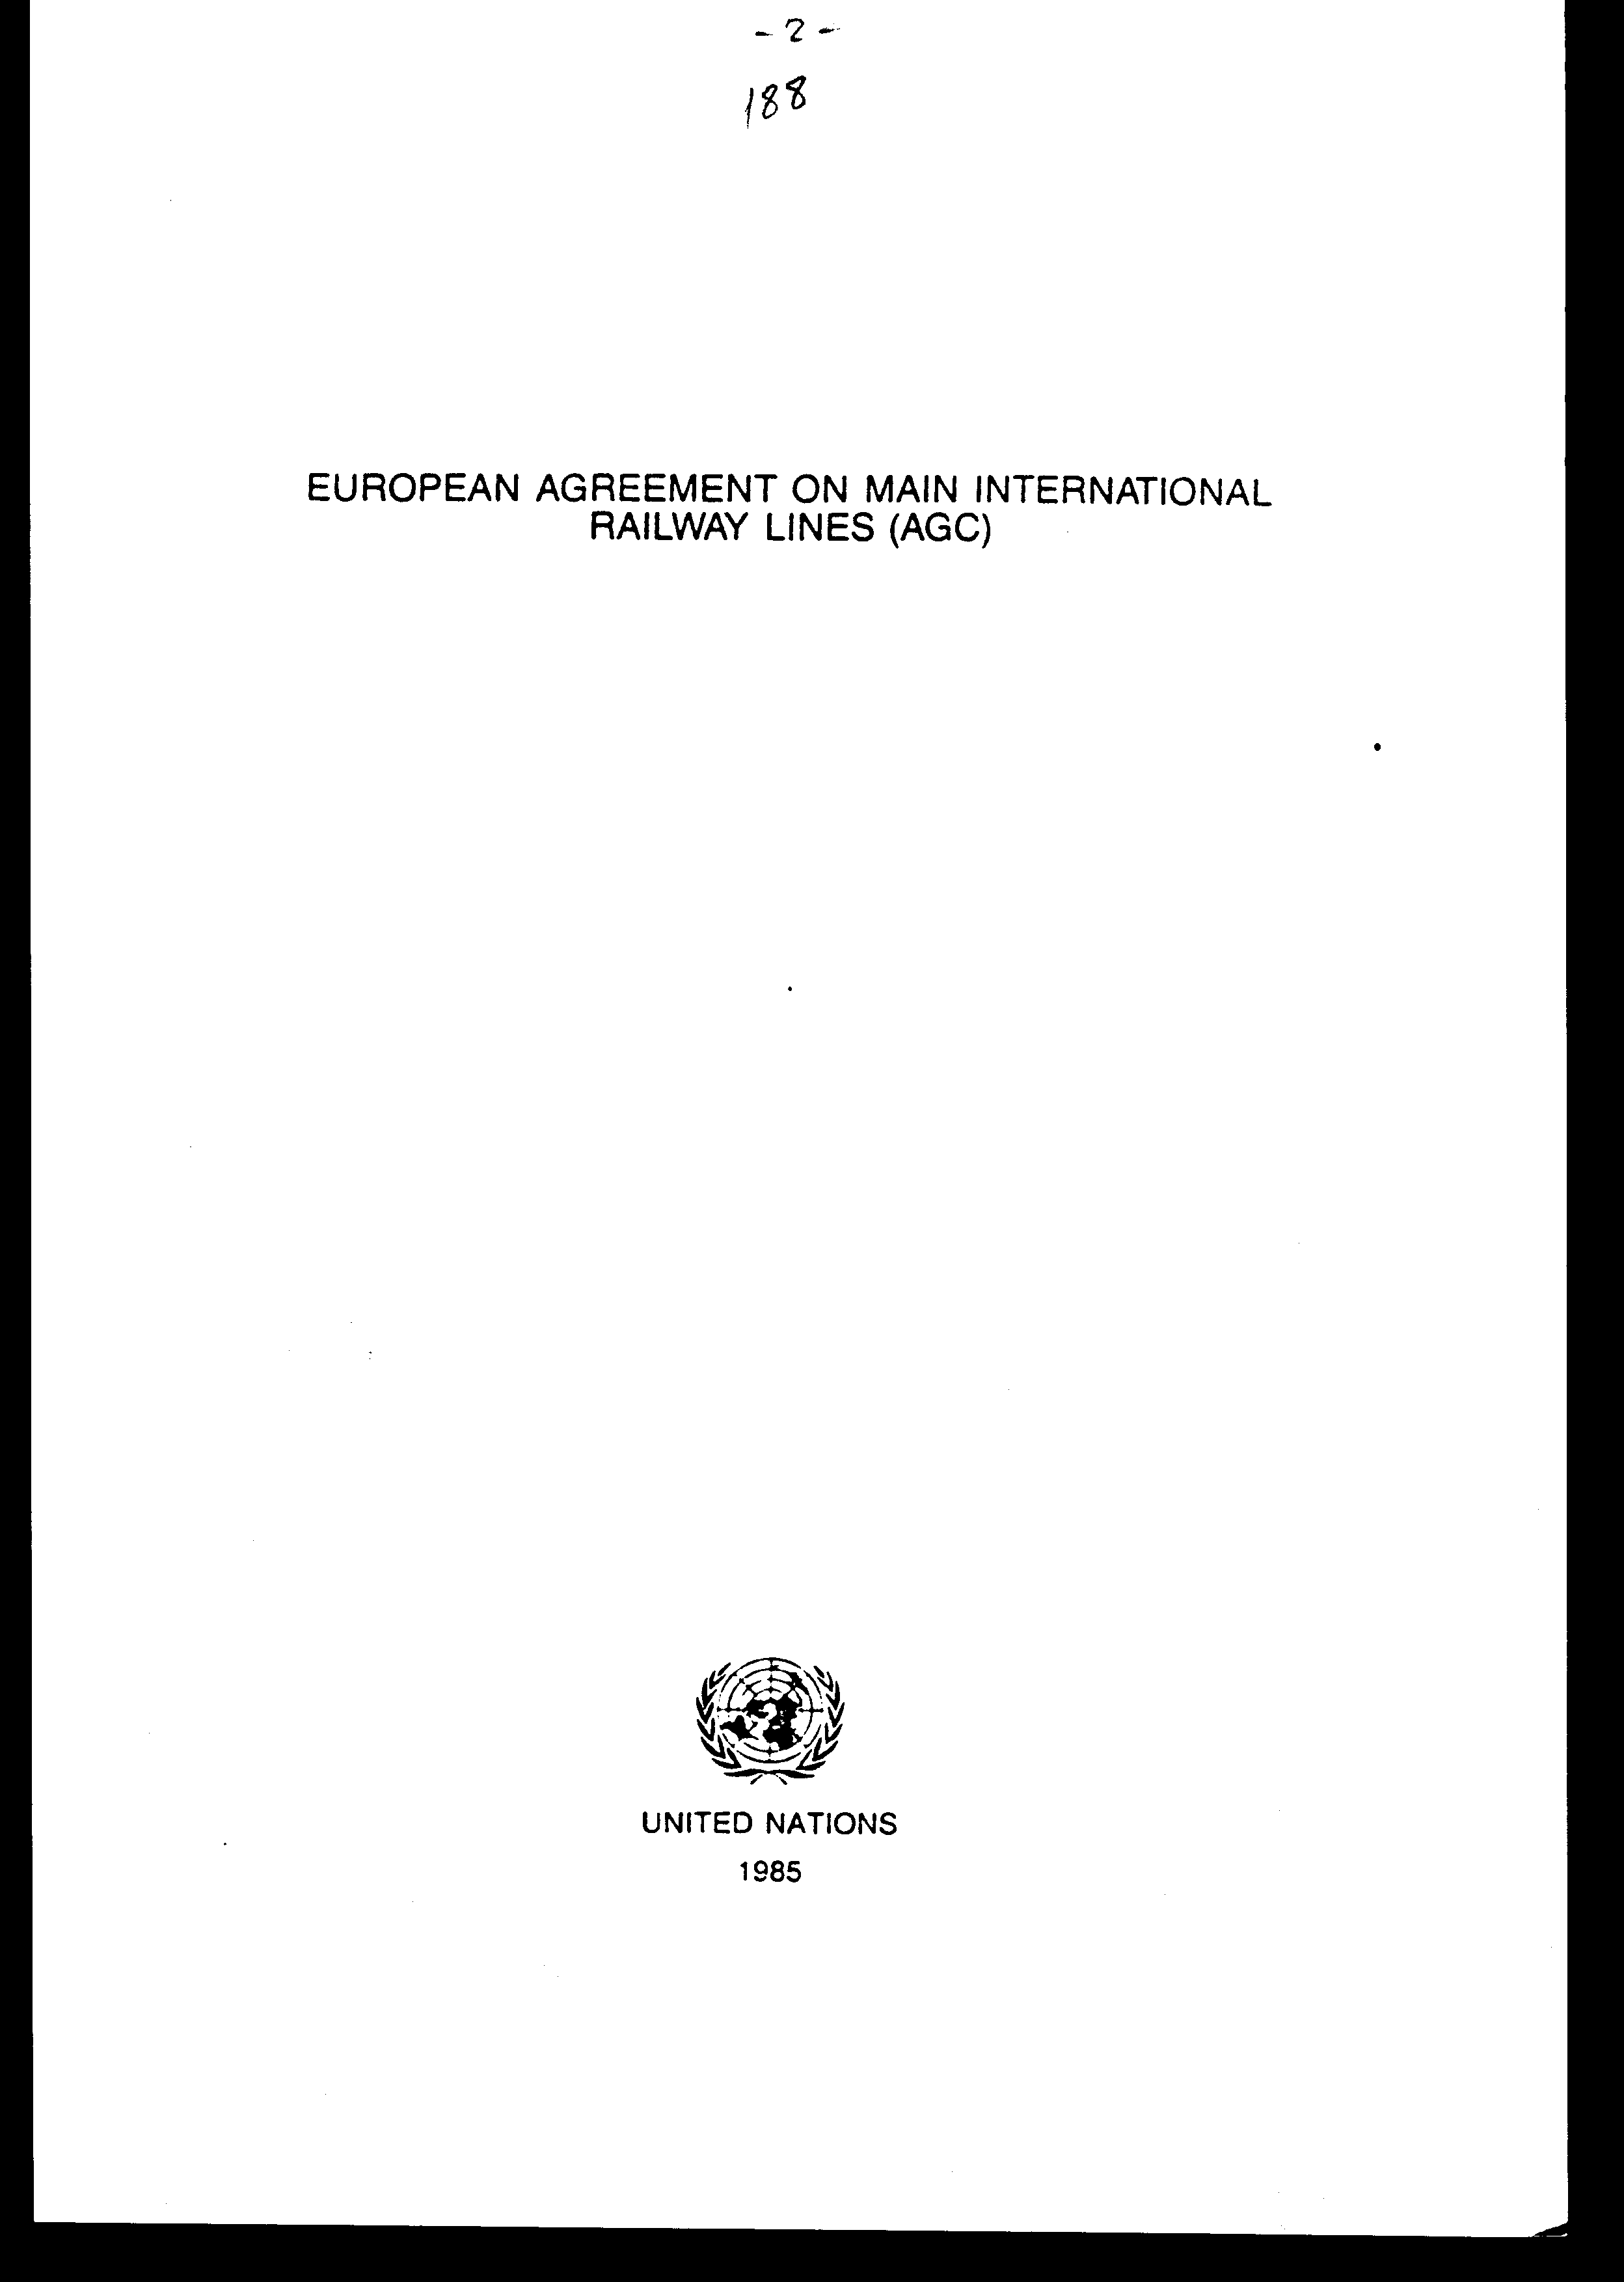 - 2 -
188
EUROPEAN AGREEMENT ON MAIN INTERNATIONAL
RAILWAY LINES (AGC)
UNITED NATIONS
1985